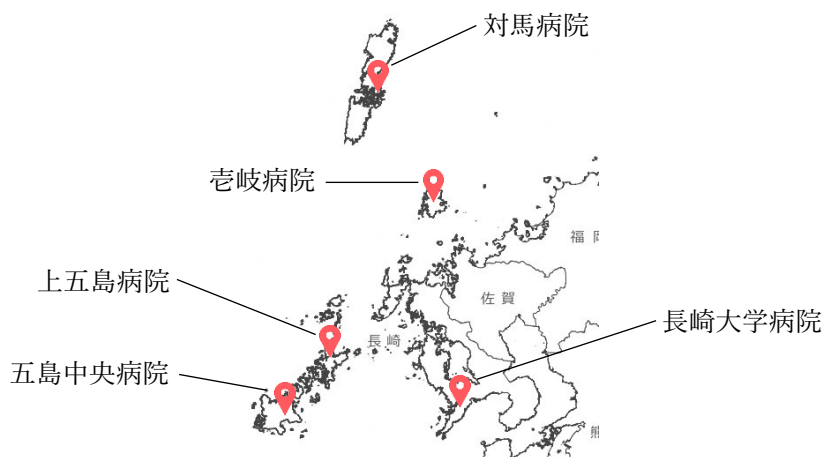 対馬病院
壱岐病院
福岡
上五島病院
佐賀
長崎大学病院
長崎
五島中央病院
熊